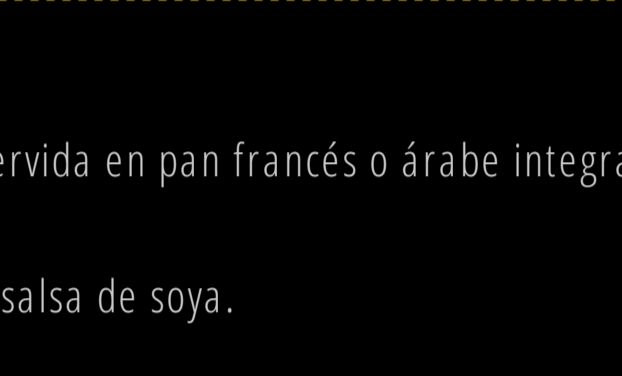 ervida en pan francés o árabe integra
salsa de soya.